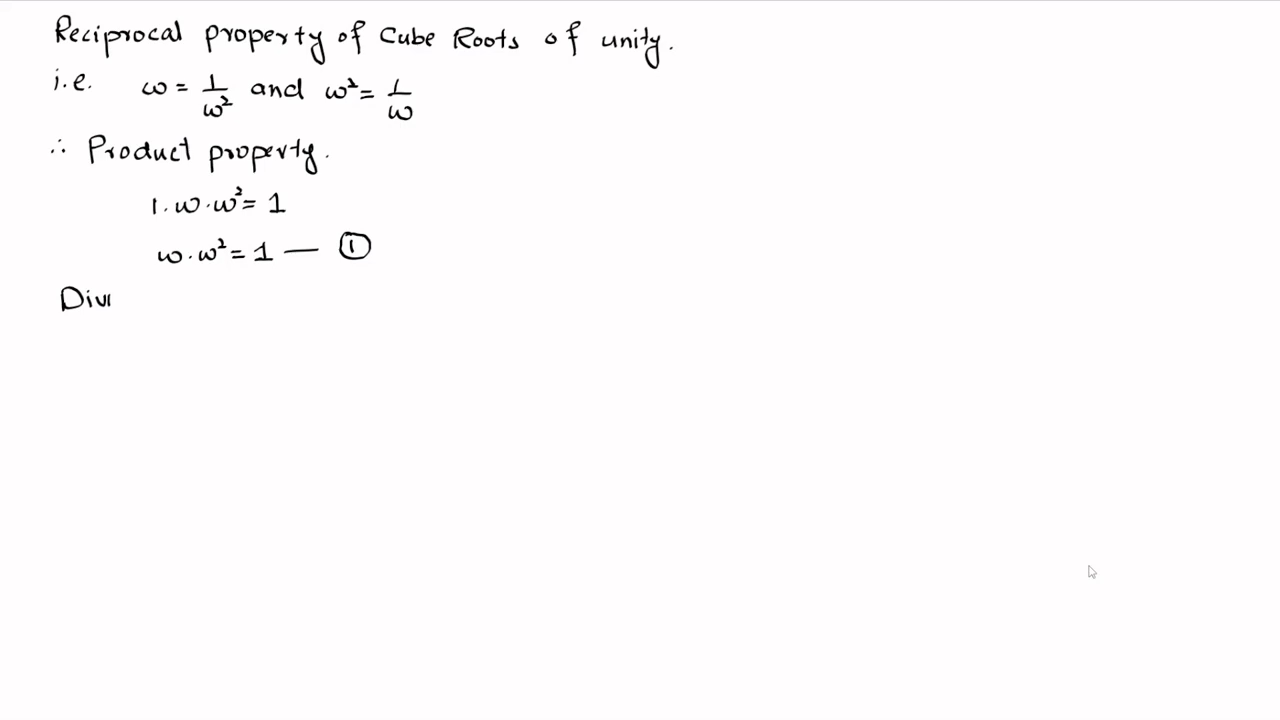 Reciprocal property of Cube Roots of unity.
i.e. ω = 1/ω² and ω² = 1/ω
∴ Product property.
1.ω.ω² = 1
ω.ω² = 1 — ①